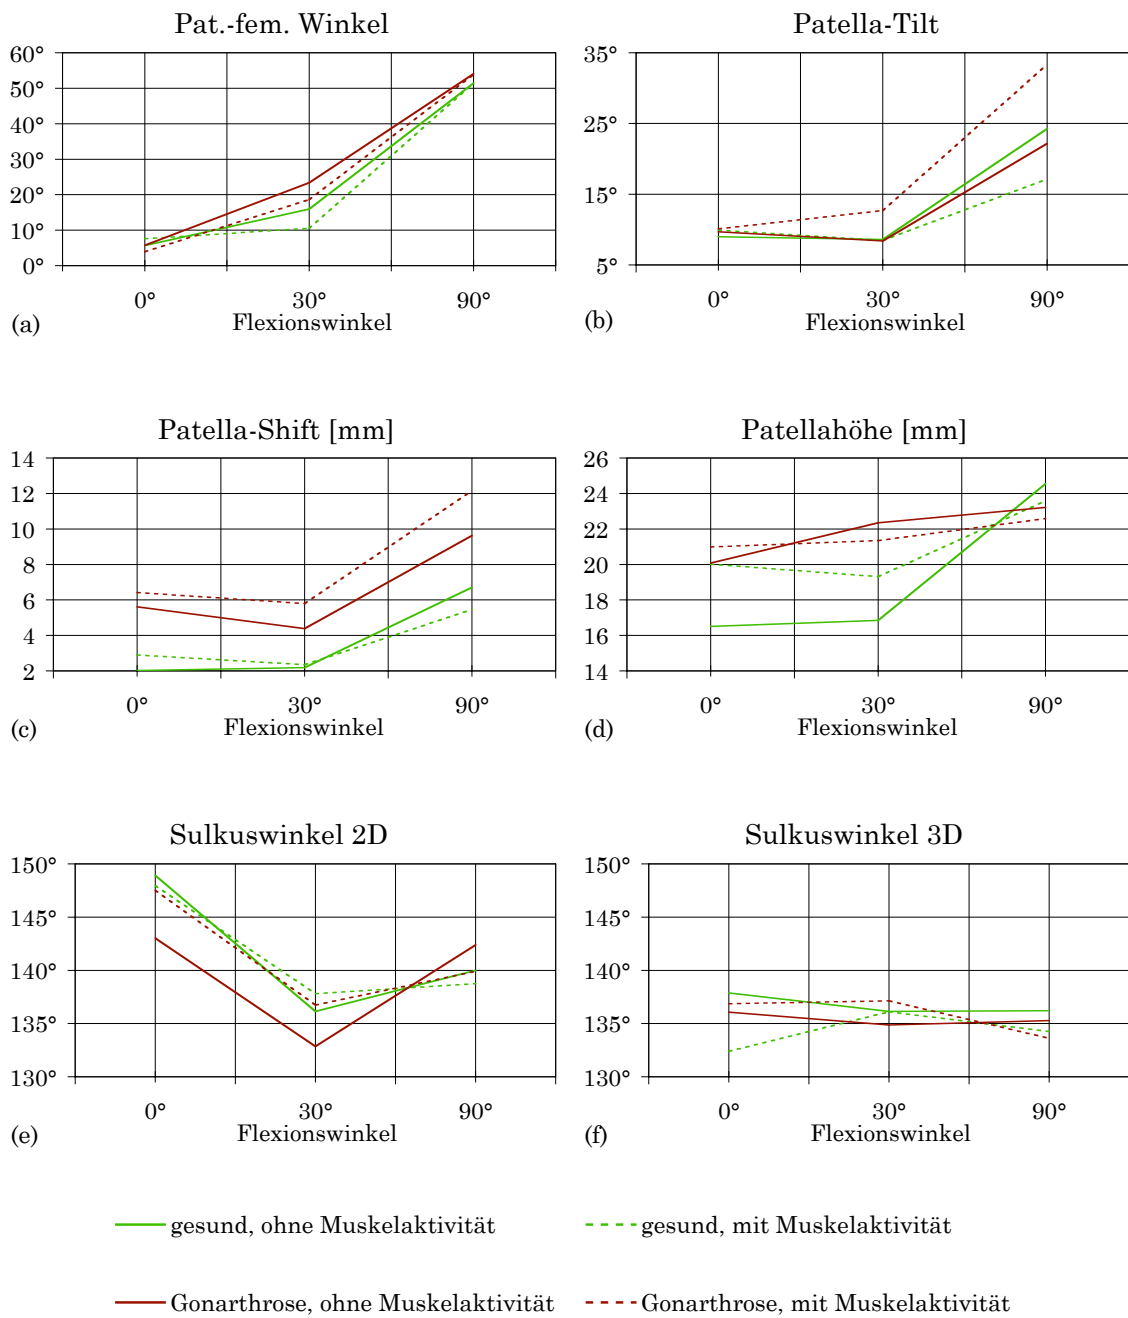 Pat.-fem. Winkel
60°
50°
40°
30°
20°
10°
0°
0° 30° 90°
Flexionswinkel
(a)
Patella-Tilt
35°
25°
15°
5°
0° 30° 90°
Flexionswinkel
(b)
Patella-Shift [mm]
14
12
10
8
6
4
2
0° 30° 90°
Flexionswinkel
(c)
Patellahöhe [mm]
26
24
22
20
18
16
14
0° 30° 90°
Flexionswinkel
(d)
Sulkuswinkel 2D
150°
145°
140°
135°
130°
0° 30° 90°
Flexionswinkel
(e)
Sulkuswinkel 3D
150°
145°
140°
135°
130°
0° 30° 90°
Flexionswinkel
(f)
gesund, ohne Muskelaktivität
gesund, mit Muskelaktivität
Gonarthrose, ohne Muskelaktivität
Gonarthrose, mit Muskelaktivität